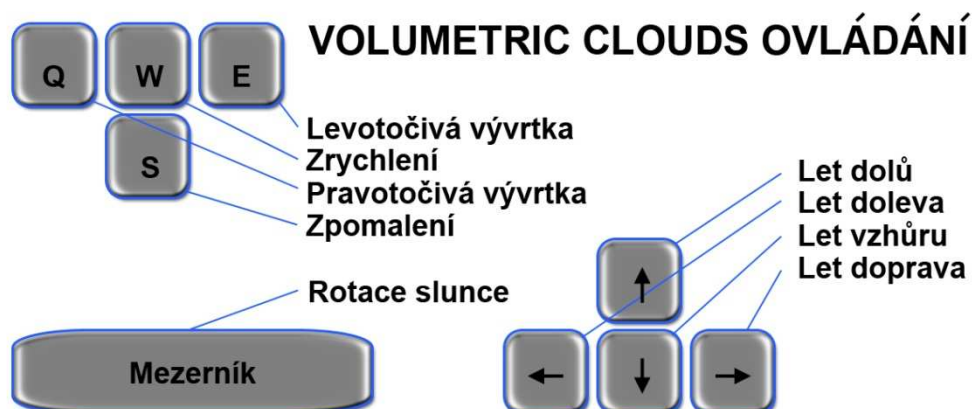 VOLUMETRIC CLOUDS OVLÁDÁNÍ
Q W E
S
Levotočivá vývrtka
Zrychlení
Pravotočivá vývrtka
Zpomalení
Let dolů
Let doleva
Let vzhůru
Let doprava
Rotace slunce
Mezerník
↑
← ↓ →